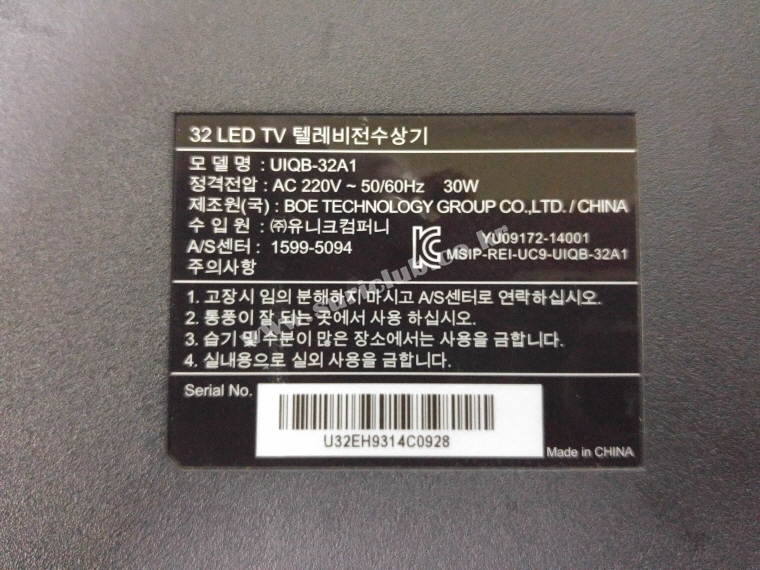 32 LED TV 텔레비전수상기
모 델 명 : UIQB-32A1
정격전압 : AC 220V ~ 50/60Hz 30W
제조원(국) : BOE TECHNOLOGY GROUP CO.,LTD. / CHINA
수 입 원 : ㈜유니크컴퍼니
A/S센터 : 1599-5094
YU09172-14001
MSIP-REI-UC9-UIQB-32A1
주의사항
1. 고장시 임의 분해하지 마시고 A/S센터로 연락하십시오.
2. 통풍이 잘 되는 곳에서 사용 하십시오.
3. 습기 및 수분이 많은 장소에서는 사용을 금합니다.
4. 실내용으로 실외 사용을 금합니다.
Serial No.
U32EH9314C0928
Made in CHINA
www.suriclub.co.kr